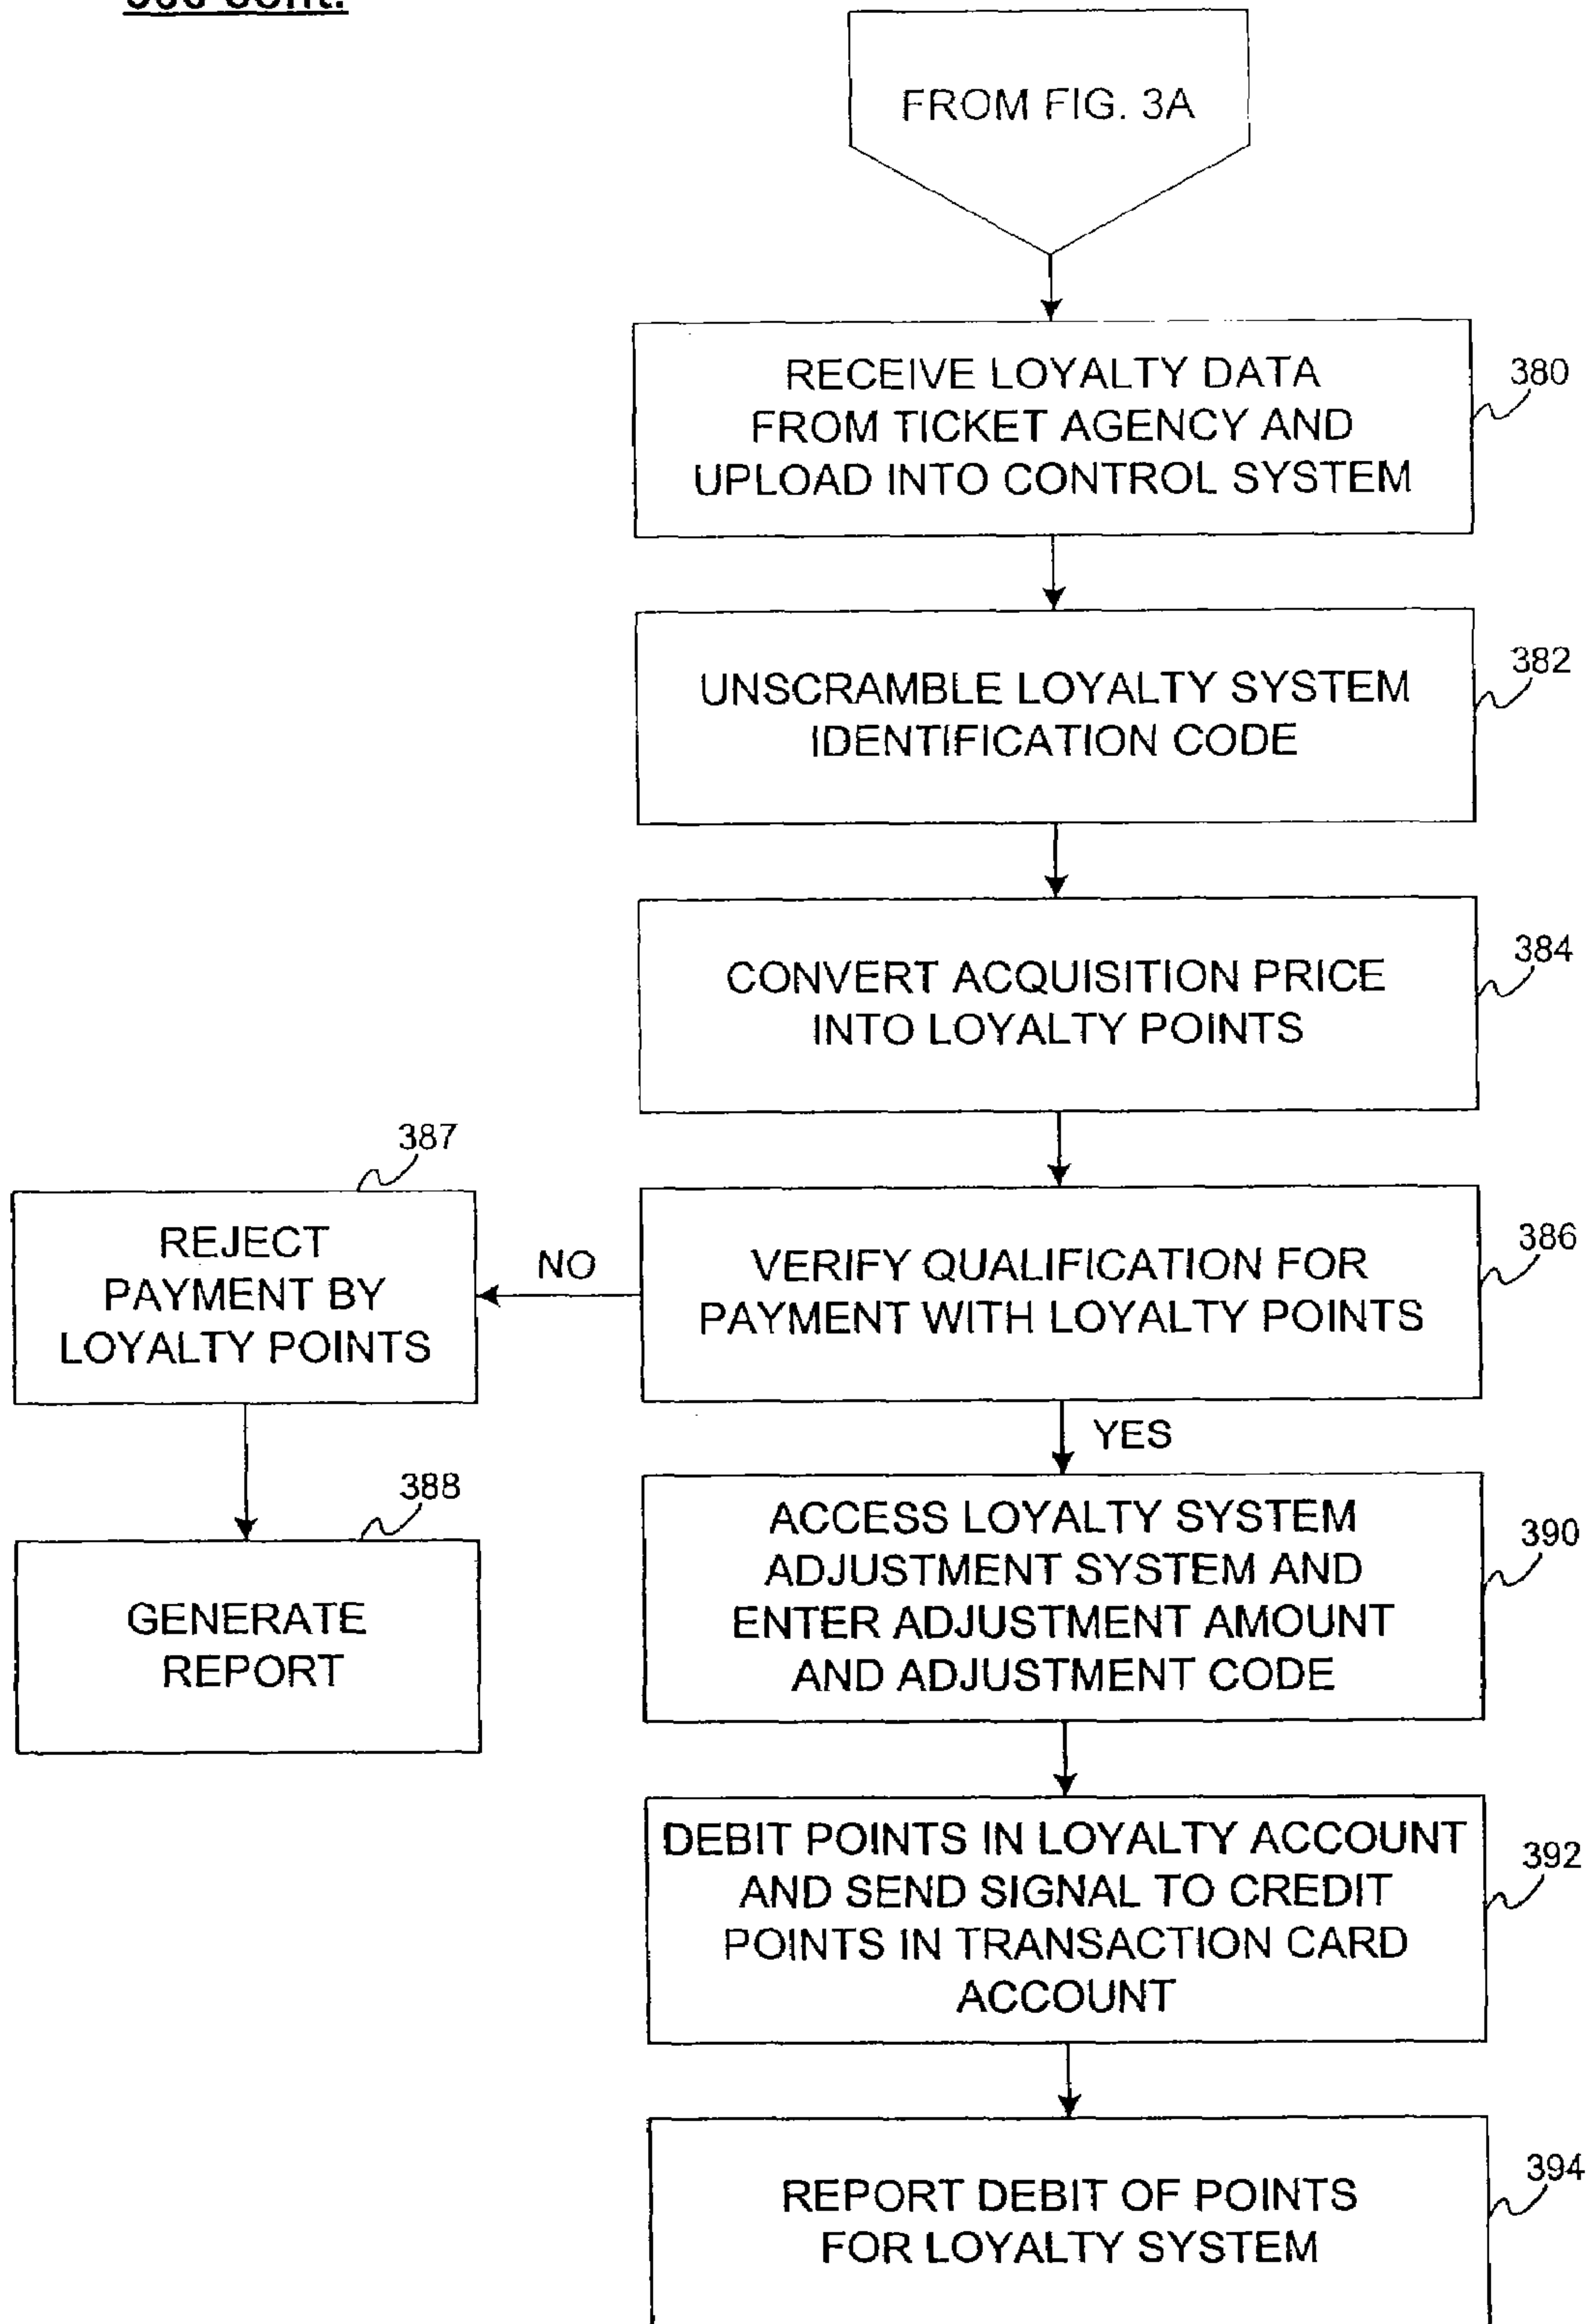 cont.
FROM FIG. 3A
RECEIVE LOYALTY DATA
FROM TICKET AGENCY AND
UPLOAD INTO CONTROL SYSTEM
380
UNSCRAMBLE LOYALTY SYSTEM
IDENTIFICATION CODE
382
CONVERT ACQUISITION PRICE
INTO LOYALTY POINTS
384
387
REJECT
PAYMENT BY
LOYALTY POINTS
NO
VERIFY QUALIFICATION FOR
PAYMENT WITH LOYALTY POINTS
386
YES
388
GENERATE
REPORT
ACCESS LOYALTY SYSTEM
ADJUSTMENT SYSTEM AND
ENTER ADJUSTMENT AMOUNT
AND ADJUSTMENT CODE
390
DEBIT POINTS IN LOYALTY ACCOUNT
AND SEND SIGNAL TO CREDIT
POINTS IN TRANSACTION CARD
ACCOUNT
392
REPORT DEBIT OF POINTS
FOR LOYALTY SYSTEM
394